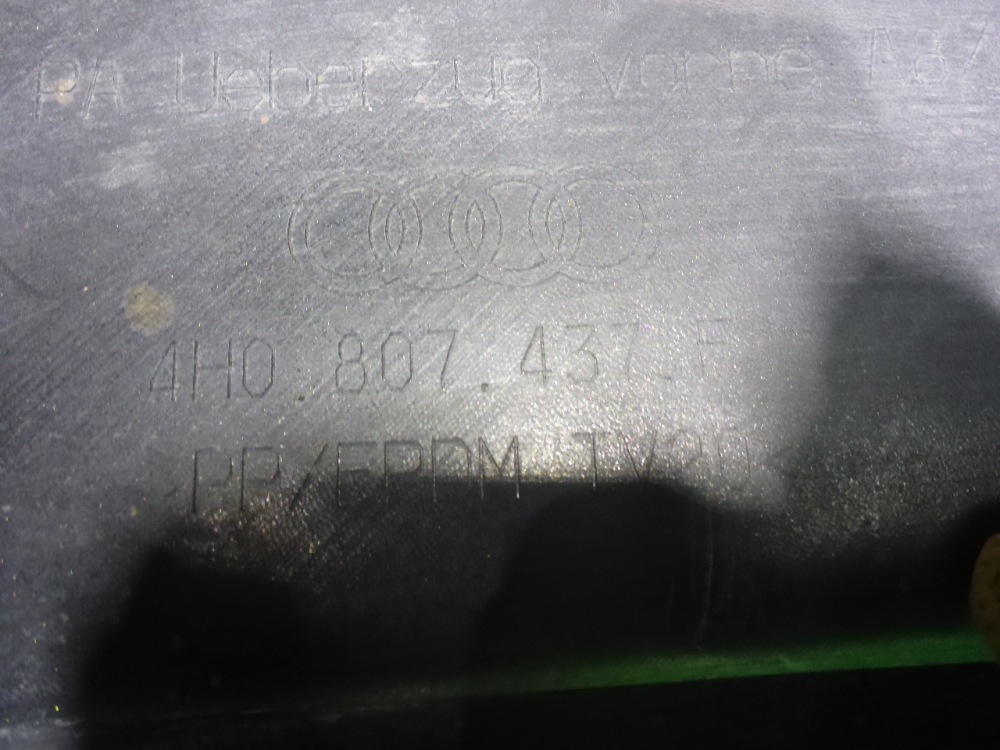 PA Ueberzug vorne
4H0.807.437.F
>PP/EPDM TV20<